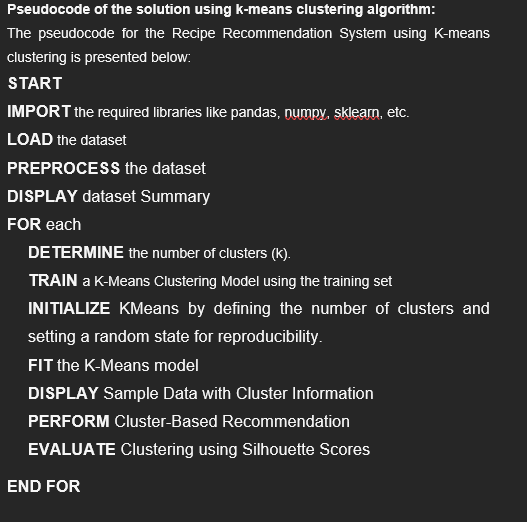 Pseudocode of the solution using k-means clustering algorithm:
The pseudocode for the Recipe Recommendation System using K-means
clustering is presented below:
START
IMPORT the required libraries like pandas, numpy, sklearn, etc.
LOAD the dataset
PREPROCESS the dataset
DISPLAY dataset Summary
FOR each
DETERMINE the number of clusters (k).
TRAIN a K-Means Clustering Model using the training set
INITIALIZE KMeans by defining the number of clusters and
setting a random state for reproducibility.
FIT the K-Means model
DISPLAY Sample Data with Cluster Information
PERFORM Cluster-Based Recommendation
EVALUATE Clustering using Silhouette Scores
END FOR